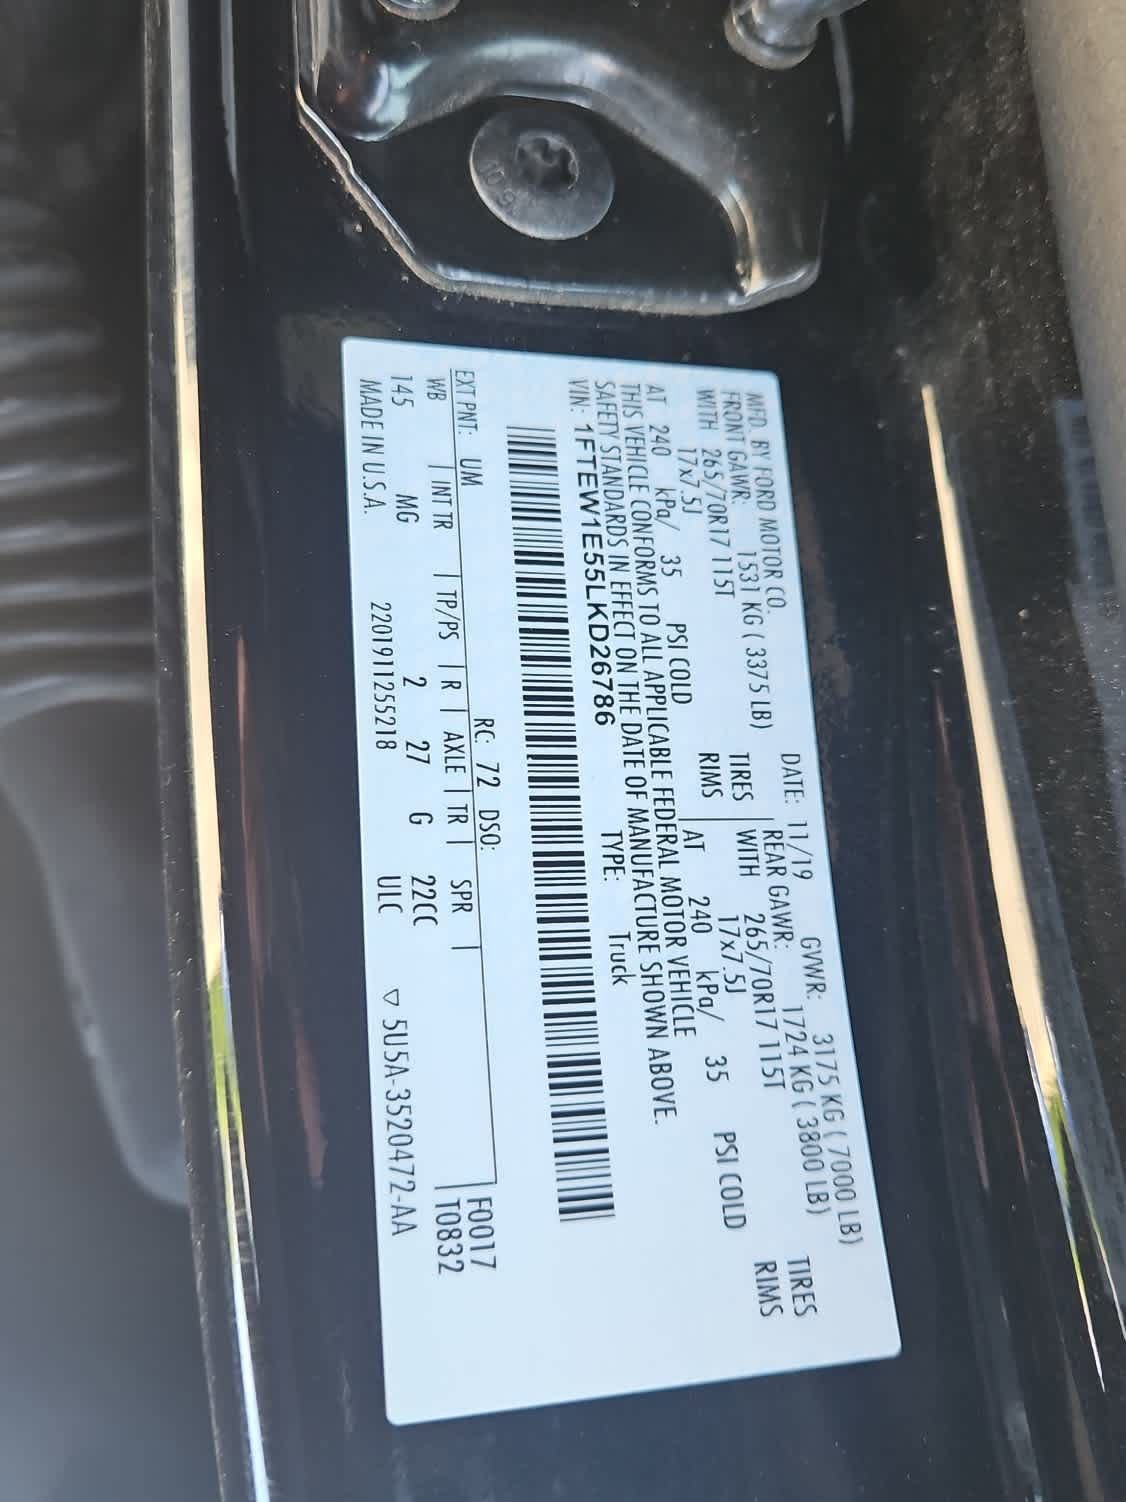 10.9
MFD. BY FORD MOTOR CO. DATE: 11/19 GVWR: 3175 KG ( 7000 LB)
FRONT GAWR: 1531 KG ( 3375 LB) REAR GAWR: 1724 KG ( 3800 LB)
WITH 265/70R17 115T TIRES WITH 265/70R17 115T TIRES
17x7.5J RIMS 17x7.5J RIMS
AT 240 kPa/ 35 PSI COLD AT 240 kPa/ 35 PSI COLD
THIS VEHICLE CONFORMS TO ALL APPLICABLE FEDERAL MOTOR VEHICLE
SAFETY STANDARDS IN EFFECT ON THE DATE OF MANUFACTURE SHOWN ABOVE.
VIN: 1FTEW1E55LKD26786 TYPE: Truck
F0017
T0832
EXT PNT: UM RC: 72 DSO:
WB | INT TR | TP/PS | R | AXLE | TR | SPR |
145 MG 2 27 G 22CC
MADE IN U.S.A. 2201911255218 ULC ▽ 5U5A-3520472-AA